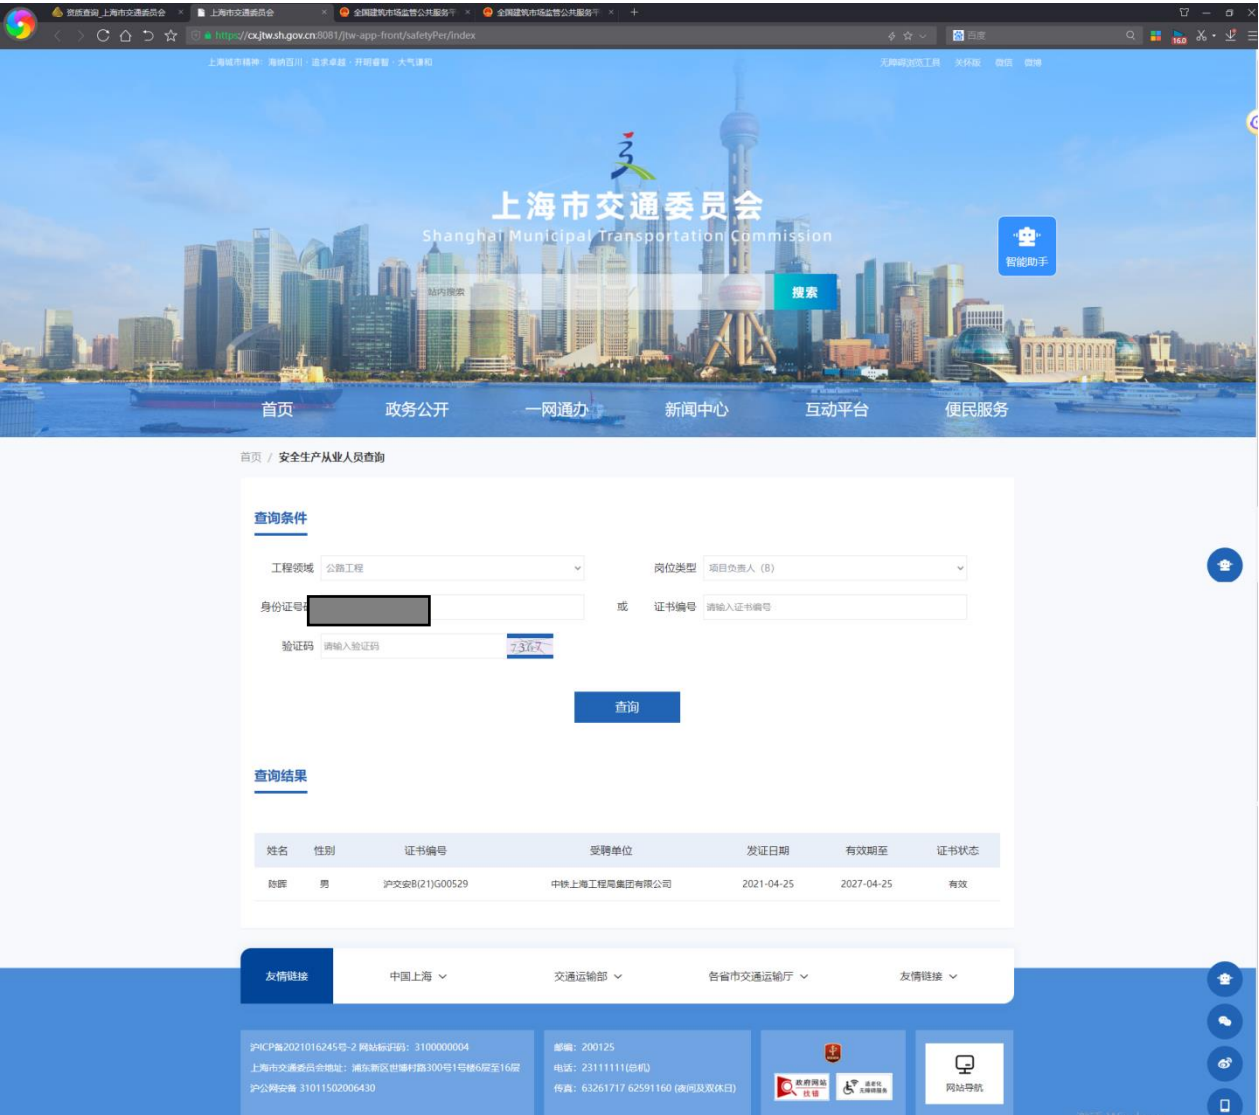 资质查询_上海市交通委员会 × 上海市交通委员会 × 全国建筑市场监管公共服务平 × 全国建筑市场监管公共服务平 × +
https://cx.jtw.sh.gov.cn:8081/jtw-app-front/safetyPer/index 百度
上海城市精神：海纳百川 · 追求卓越 · 开明睿智 · 大气谦和 无障碍浏览工具 关怀版 微信 微博
上海市交通委员会
Shanghai Municipal Transportation Commission
智能助手
站内搜索 搜索
首页 政务公开 一网通办 新闻中心 互动平台 便民服务
首页 / 安全生产从业人员查询
查询条件
工程领域 公路工程 岗位类型 项目负责人（B）
身份证号 或 证书编号 请输入证书编号
验证码 请输入验证码 7367
查询
查询结果
姓名 性别 证书编号 受聘单位 发证日期 有效期至 证书状态
陈晖 男 沪交安B(21)G00529 中铁上海工程局集团有限公司 2021-04-25 2027-04-25 有效
友情链接 中国上海 交通运输部 各省市交通运输厅 友情链接
沪ICP备2021016245号-2 网站标识码：3100000004 邮编：200125
上海市交通委员会地址：浦东新区世博村路300号1号楼6层至16层 电话：23111111(总机)
沪公网安备 31011502006430 传真：63261717 62591160 (夜间及双休日)
政府网站
找错
适老化
无障碍服务
网站导航